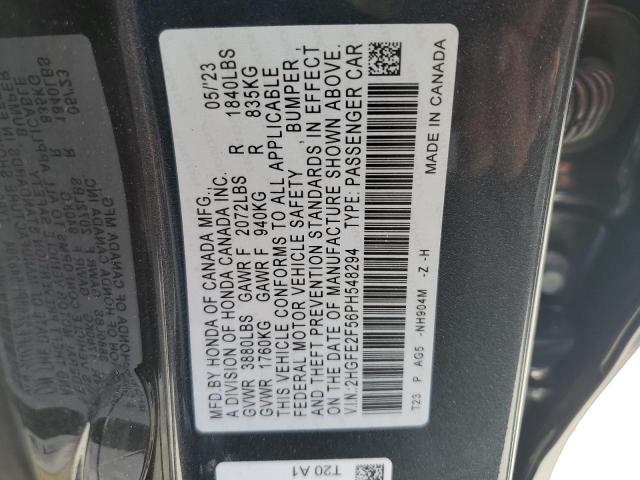 MFD.BY HONDA OF CANADA MFG., 05/'23
A DIVISION OF HONDA CANADA INC.
GVWR 3880LBS GAWR F 2072LBS R 1840LBS
GVWR 1760KG GAWR F 940KG R 835KG
THIS VEHICLE CONFORMS TO ALL APPLICABLE
FEDERAL MOTOR VEHICLE SAFETY, BUMPER,
AND THEFT PREVENTION STANDARDS IN EFFECT
ON THE DATE OF MANUFACTURE SHOWN ABOVE.
V.I.N.:2HGFE2F56PH548294 TYPE: PASSENGER CAR
T23 P AG5 -NH904M -Z -H MADE IN CANADA
T20 A1